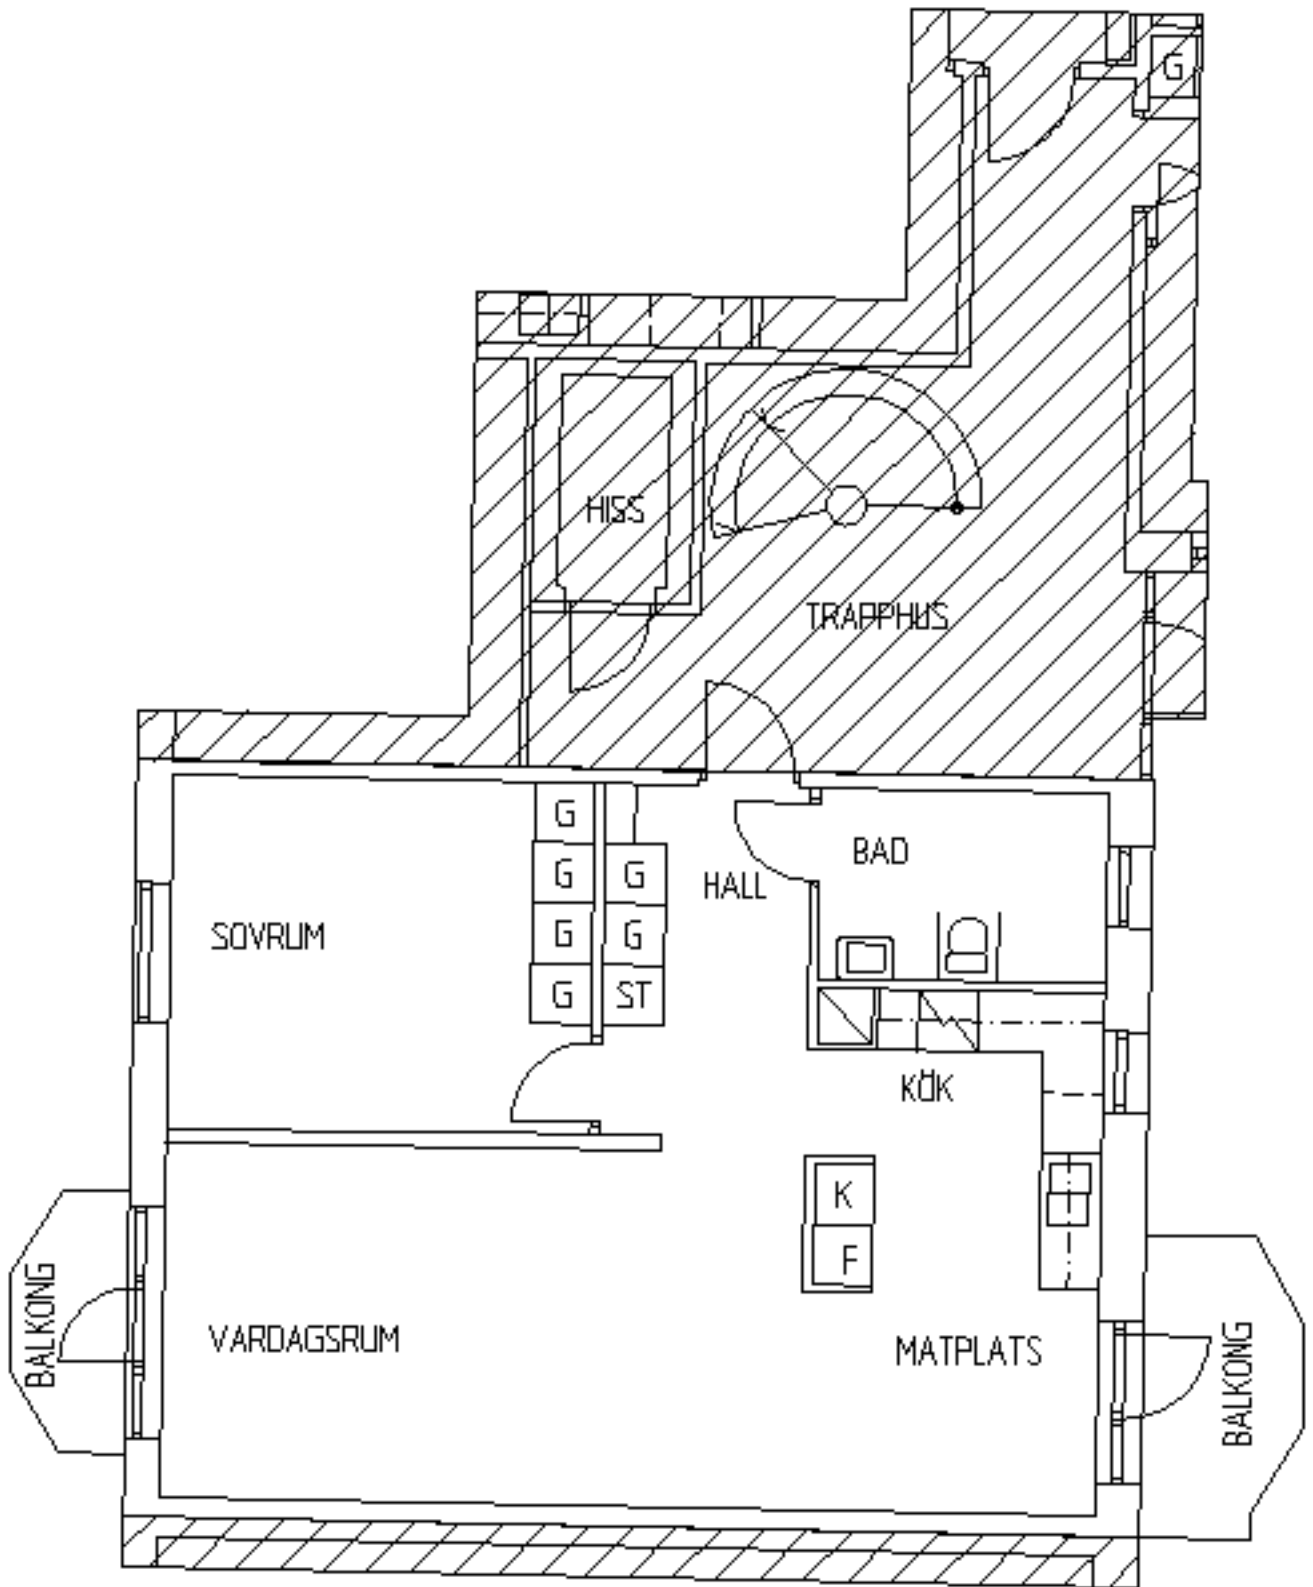 G
HISS
TRAPPHUS
G
BAD
G
G
HALL
SOVRUM
G
G
G
ST
KÖK
K
F
BALKONG
VARDAGSRUM
MATPLATS
BALKONG